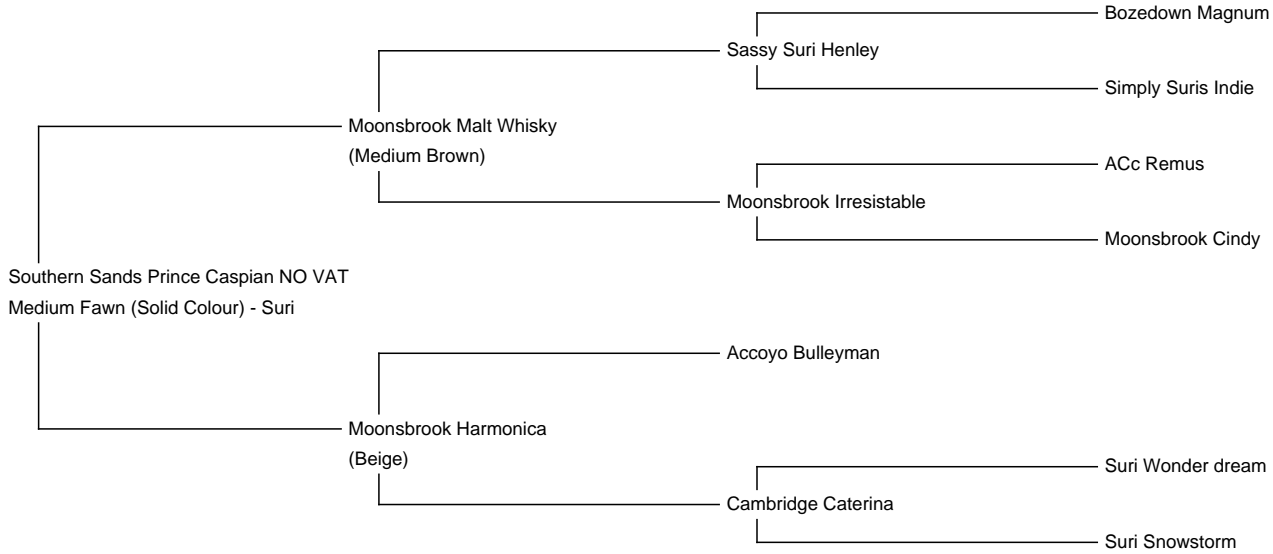 Bozedown Magnum
Sassy Suri Henley
Simply Suris Indie
Moonsbrook Malt Whisky
(Medium Brown)
ACc Remus
Moonsbrook Irresistable
Moonsbrook Cindy
Southern Sands Prince Caspian NO VAT
Medium Fawn (Solid Colour) - Suri
Accoyo Bulleyman
Moonsbrook Harmonica
(Beige)
Suri Wonder dream
Cambridge Caterina
Suri Snowstorm